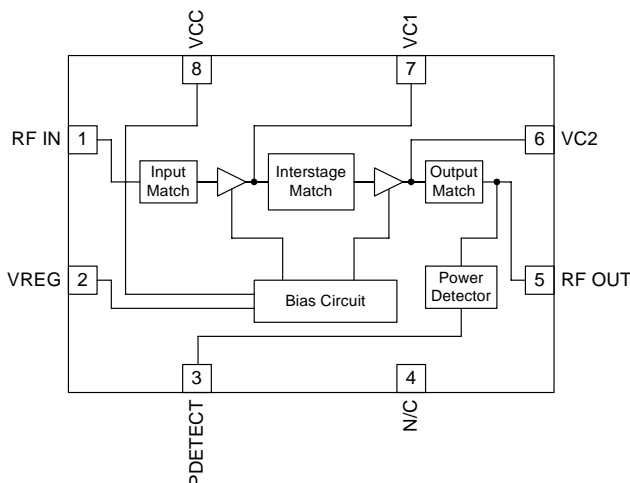 VCC
VC1
8
7
RF IN
1
6
VC2
Input
Match
Interstage
Match
Output
Match
VREG
2
Bias Circuit
Power
Detector
5
RF OUT
3
4
PDETECT
N/C